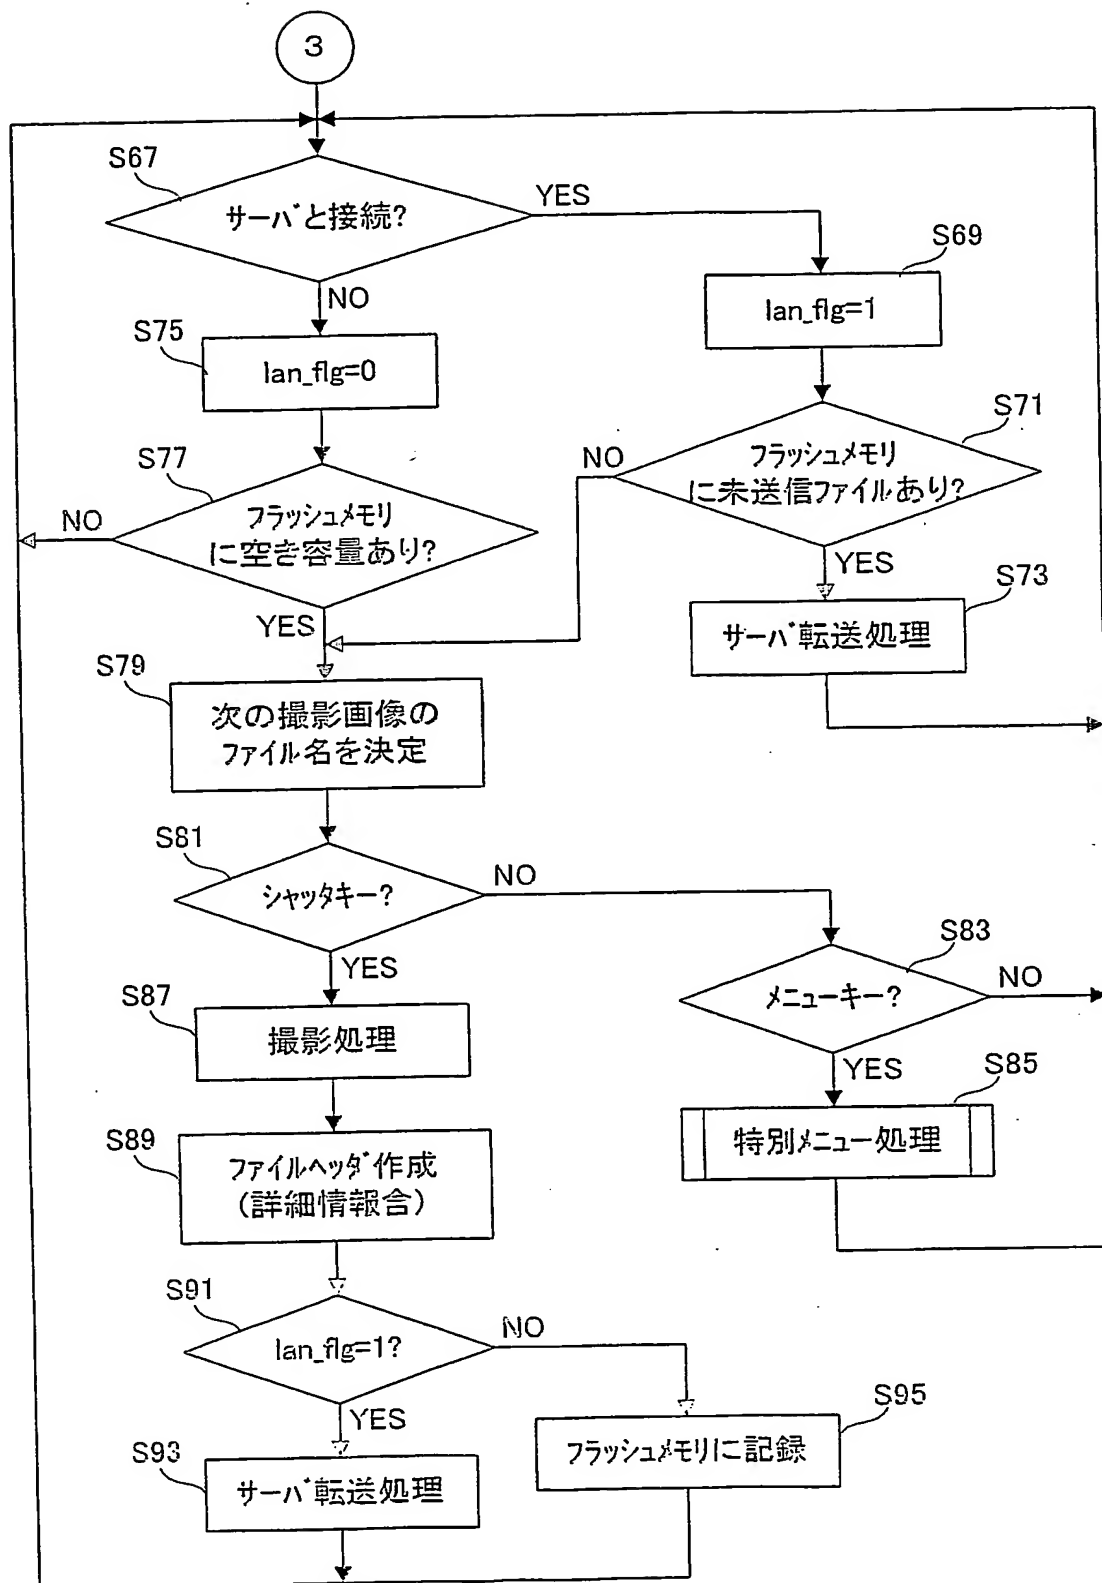 3
S67
サーバと接続?
YES
NO
S69
lan_flg=1
S75
lan_flg=0
S71
フラッシュメモリ
に未送信ファイルあり?
NO
YES
S77
フラッシュメモリ
に空き容量あり?
NO
YES
S73
サーバ転送処理
S79
次の撮影画像の
ファイル名を決定
S81
シャッタキー?
NO
YES
S83
メニューキー?
NO
YES
S87
撮影処理
S85
特別メニュー処理
S89
ファイルヘッダ作成
(詳細情報含)
S91
lan_flg=1?
NO
YES
S95
フラッシュメモリに記録
S93
サーバ転送処理